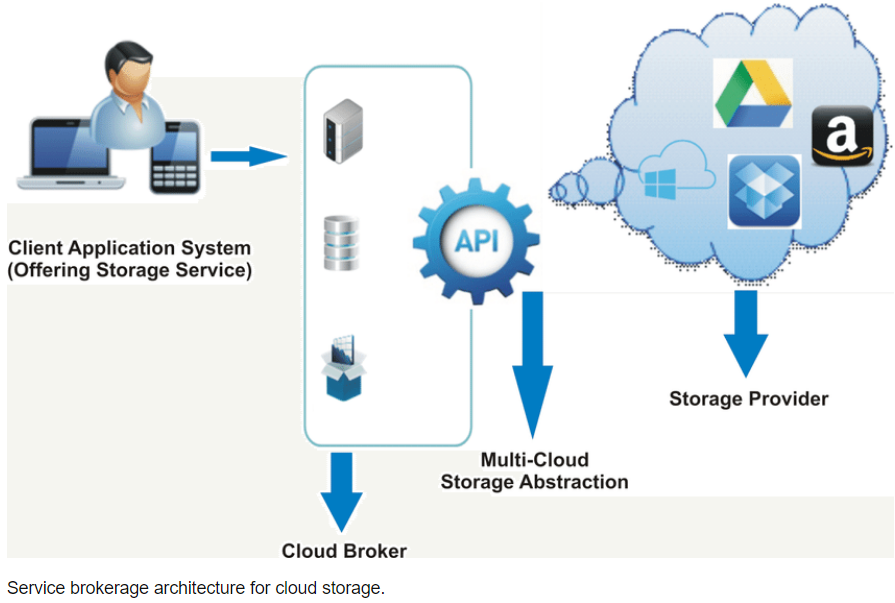 Client Application System
(Offering Storage Service)
API
a
Storage Provider
Multi-Cloud
Storage Abstraction
Cloud Broker
Service brokerage architecture for cloud storage.